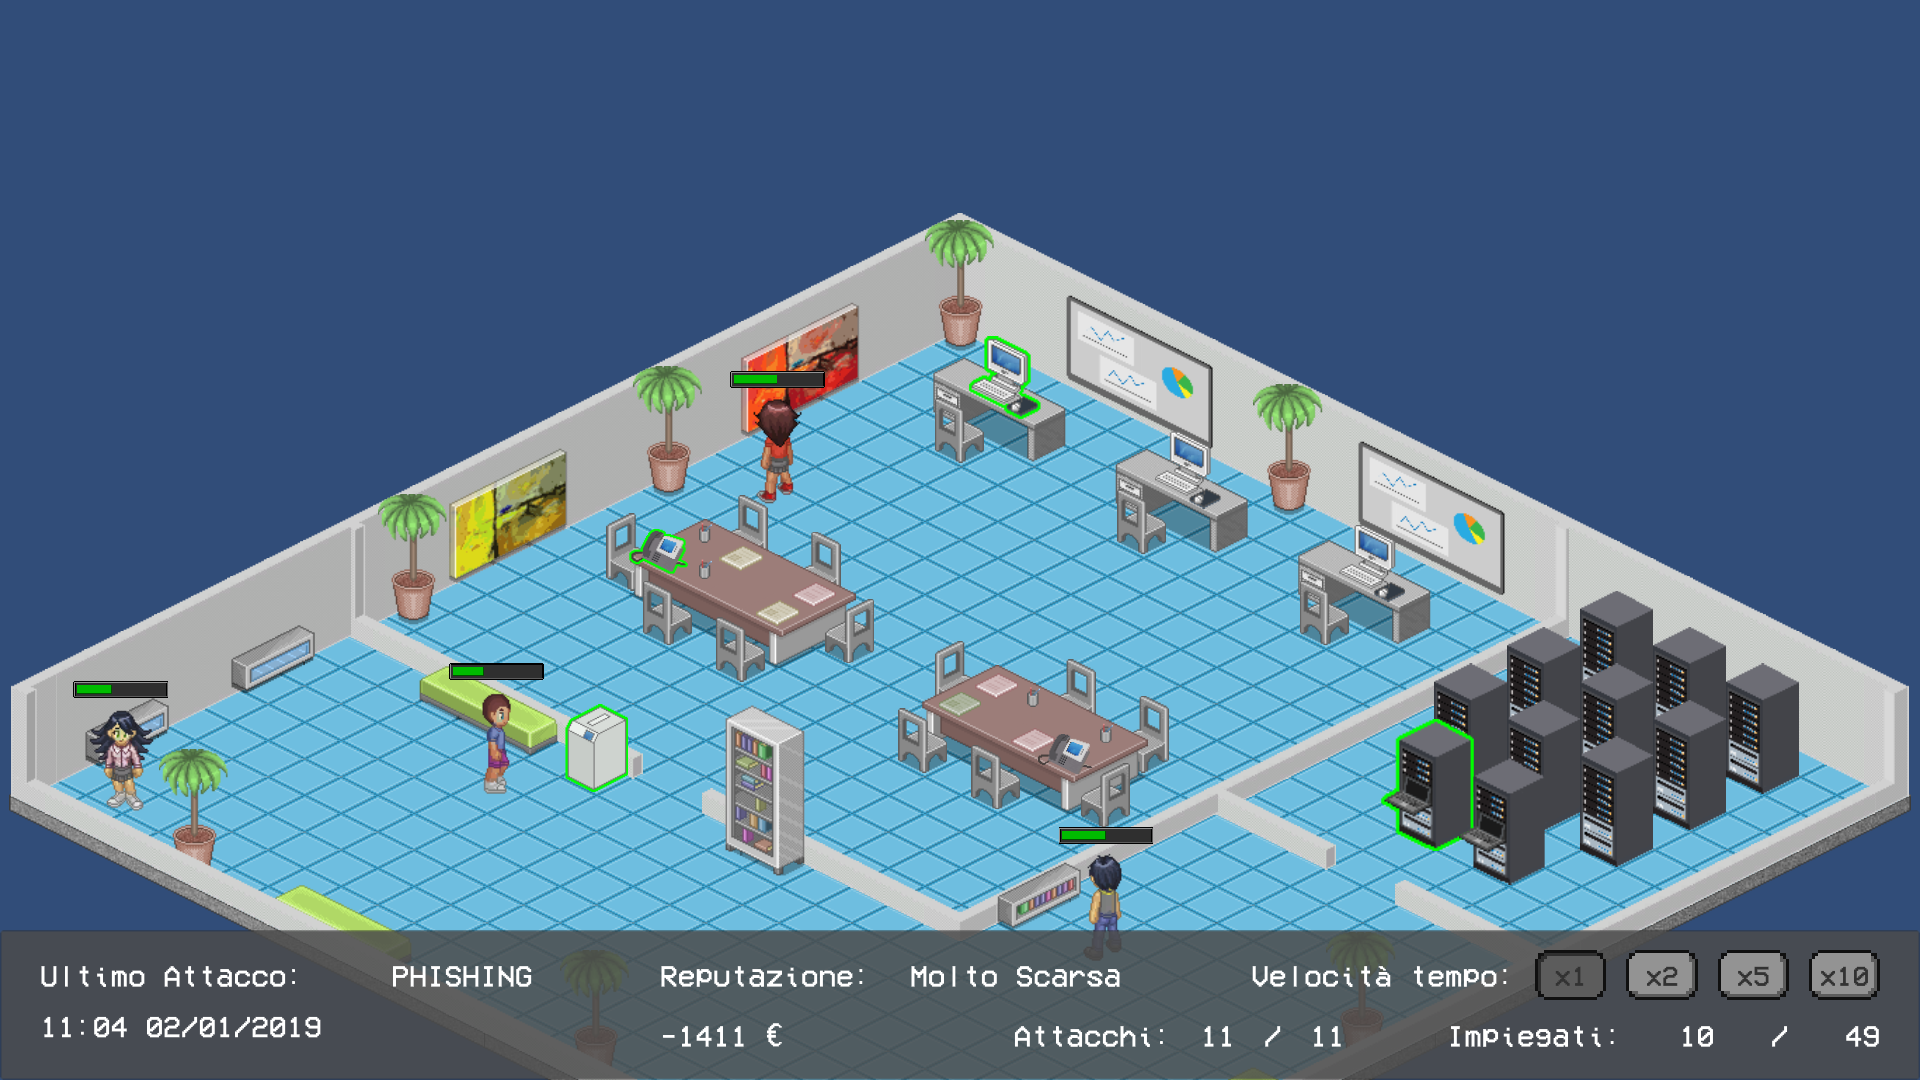 Ultimo Attacco: PHISHING Reputazione: Molto Scarsa Velocità tempo: x1 x2 x5 x10
11:04 02/01/2019 -1411 € Attacchi: 11 / 11 Impiegati: 10 / 49